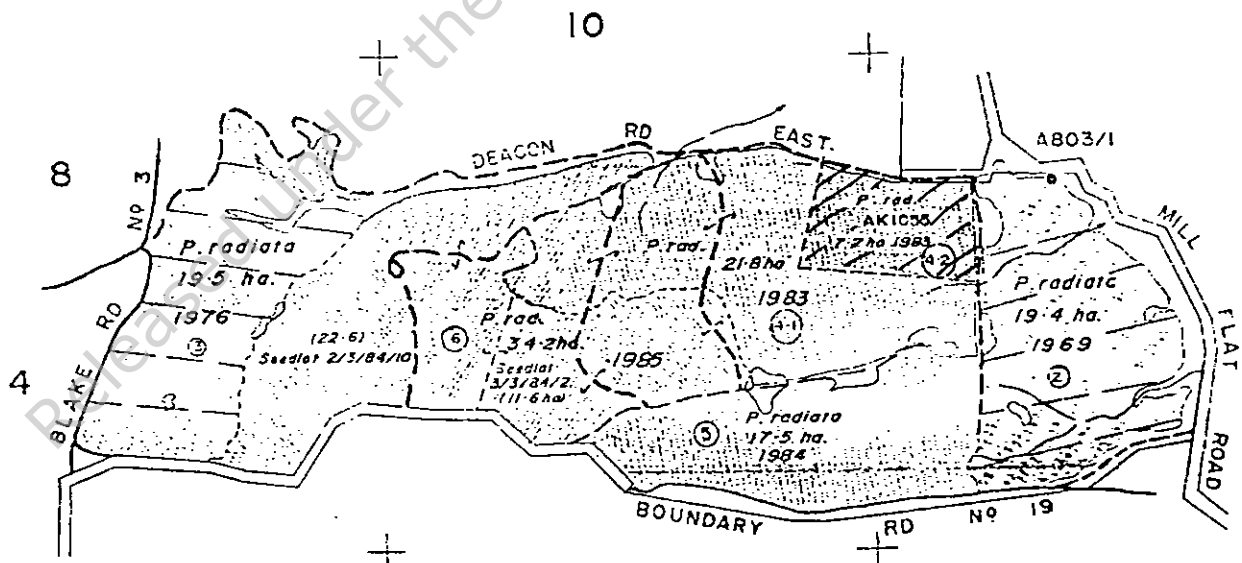 10
Released under the
8
Nº 3
DEACON RD EAST.
A803/1
MILL FLAT ROAD
P. radiata
19.5 ha.
1976
3
BLAKE RD
4
(22.6)
Seedlot 2/3/84/10
6
P. rad.
34.2 ha
Seedlot
3/3/84/2.
(11.6 ha)
1985
P. rad.
21.8 ha
1983
4.1
P. rad.
7.2 ha 1983
4.2
P. radiata
19.4 ha.
1969
2
5
P. radiata
17.5 ha.
1984
BOUNDARY RD Nº 19